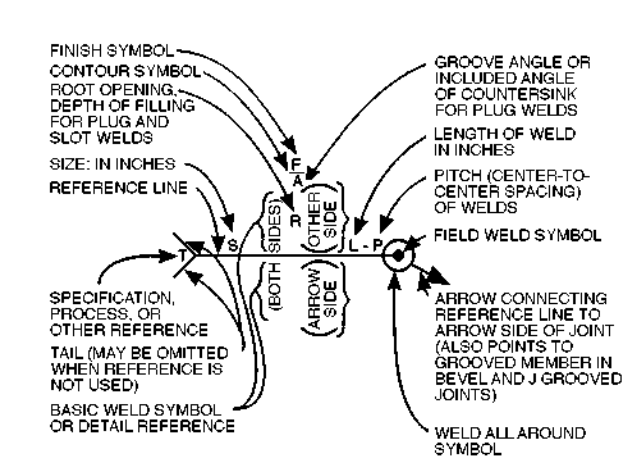 FINISH SYMBOL
CONTOUR SYMBOL
ROOT OPENING,
DEPTH OF FILLING
FOR PLUG AND
SLOT WELDS
SIZE: IN INCHES
REFERENCE LINE
SPECIFICATION,
PROCESS, OR
OTHER REFERENCE
TAIL (MAY BE OMITTED
WHEN REFERENCE IS
NOT USED)
BASIC WELD SYMBOL
OR DETAIL REFERENCE
F
A
R
S
T
(BOTH SIDES)
(OTHER
SIDE)
(ARROW
SIDE)
L - P
GROOVE ANGLE OR
INCLUDED ANGLE
OF COUNTERSINK
FOR PLUG WELDS
LENGTH OF WELD
IN INCHES
PITCH (CENTER-TO-
CENTER SPACING)
OF WELDS
FIELD WELD SYMBOL
ARROW CONNECTING
REFERENCE LINE TO
ARROW SIDE OF JOINT
(ALSO POINTS TO
GROOVED MEMBER IN
BEVEL AND J GROOVED
JOINTS)
WELD ALL AROUND
SYMBOL